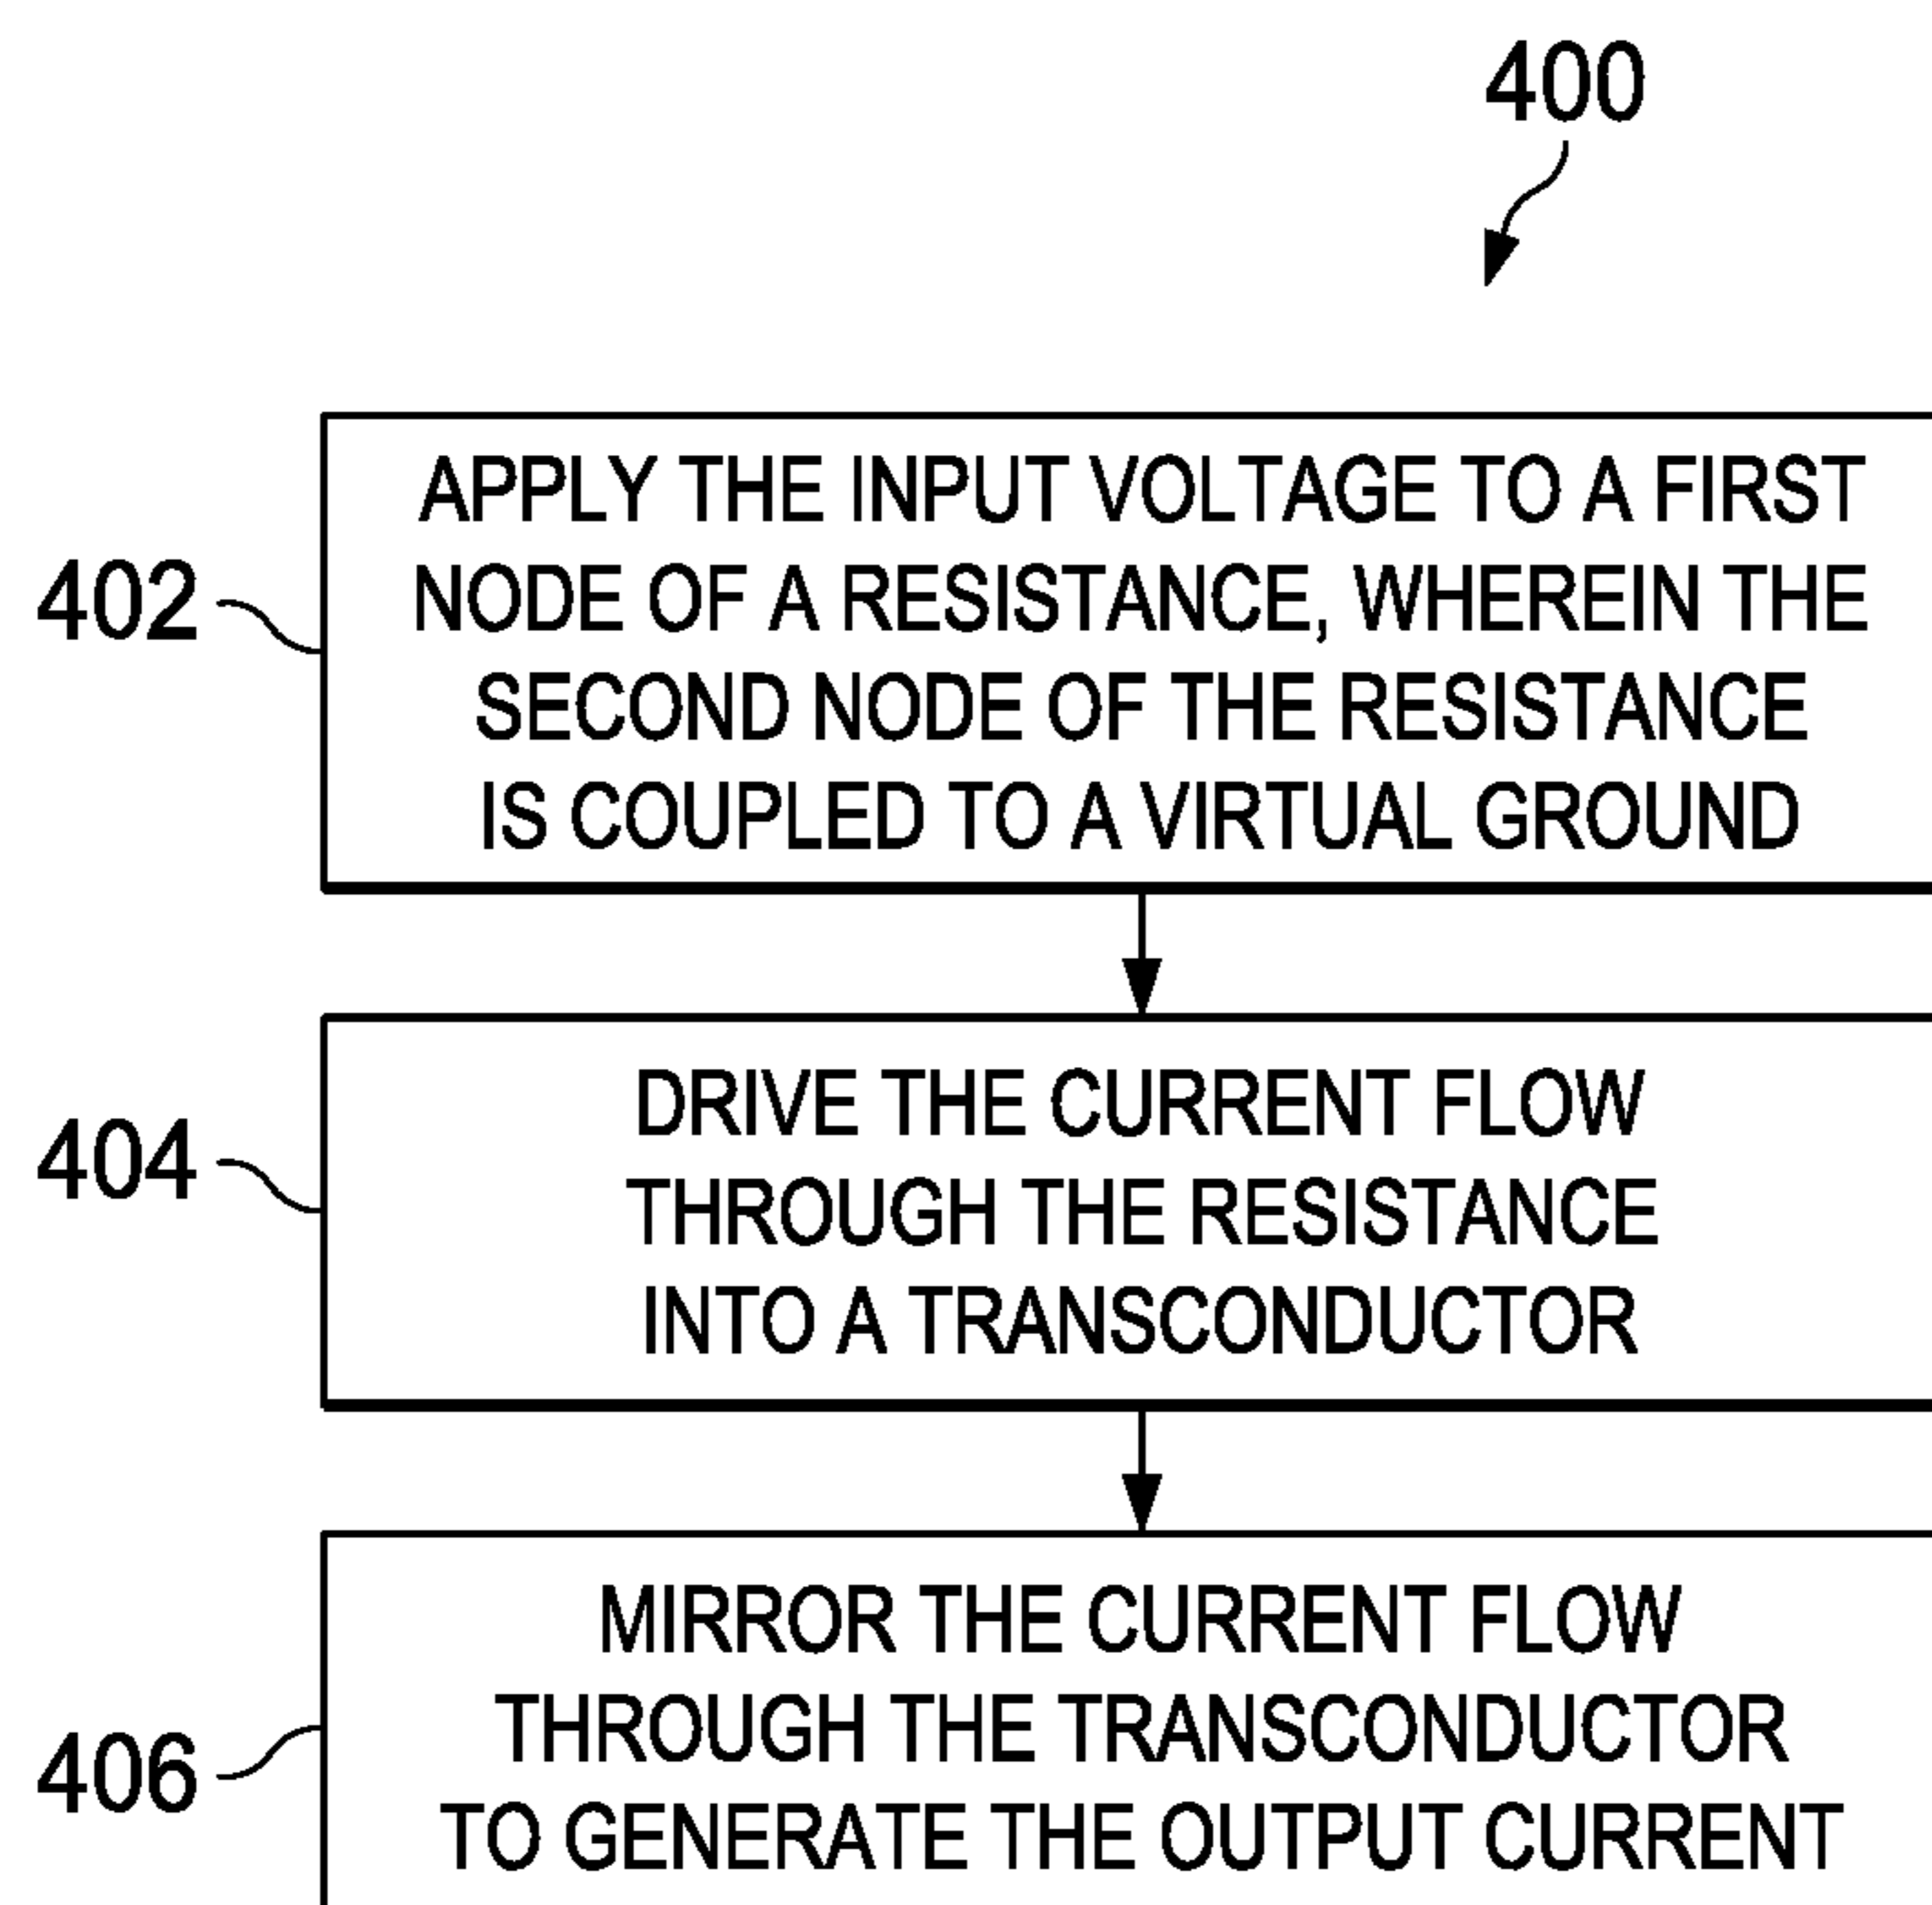 400
402
APPLY THE INPUT VOLTAGE TO A FIRST
NODE OF A RESISTANCE, WHEREIN THE
SECOND NODE OF THE RESISTANCE
IS COUPLED TO A VIRTUAL GROUND
404
DRIVE THE CURRENT FLOW
THROUGH THE RESISTANCE
INTO A TRANSCONDUCTOR
406
MIRROR THE CURRENT FLOW
THROUGH THE TRANSCONDUCTOR
TO GENERATE THE OUTPUT CURRENT